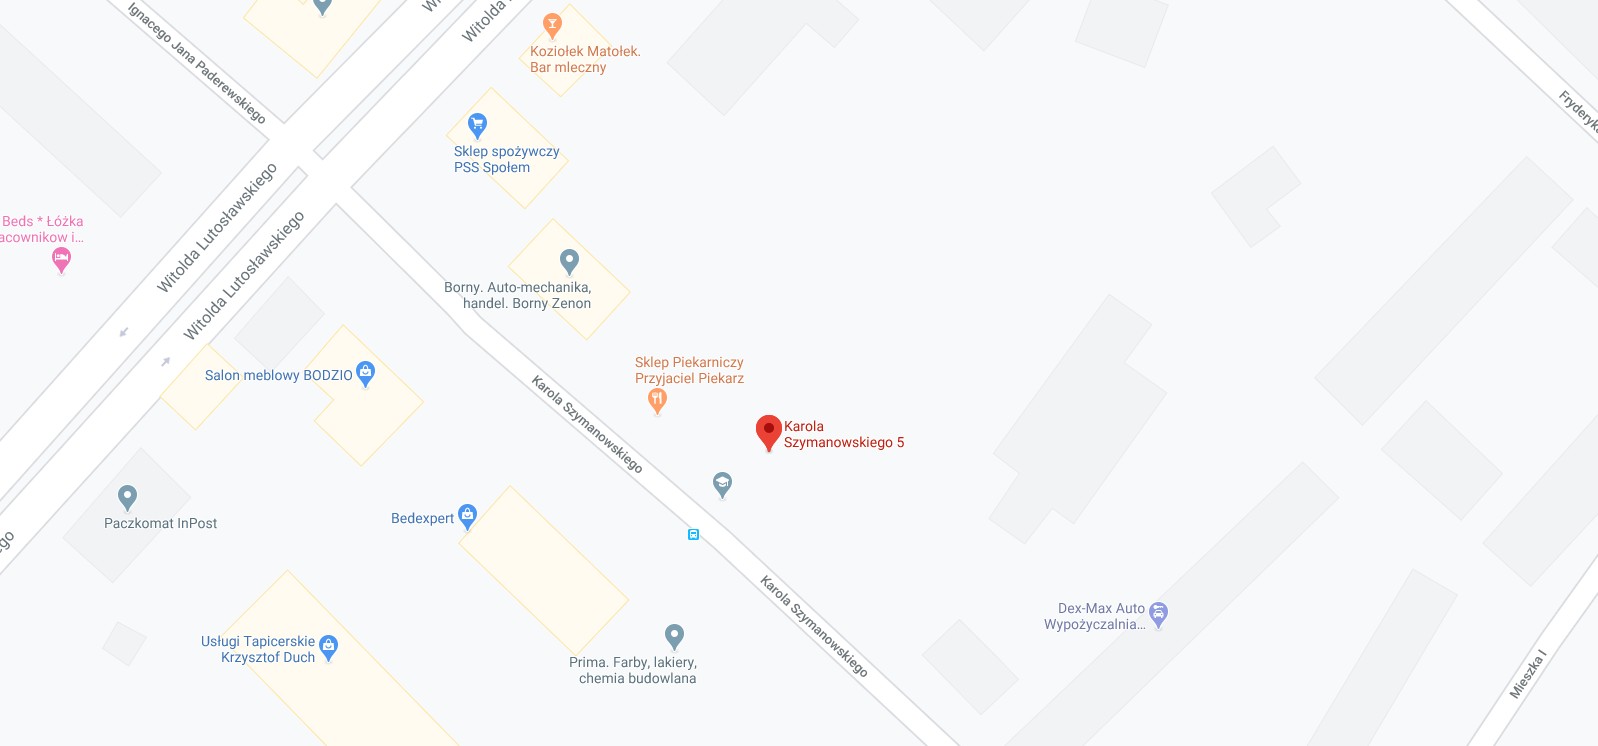 Ignacego Jana Paderewskiego
Witolda
Koziołek Matołek.
Bar mleczny
Fryderyka
Sklep spożywczy
PSS Społem
Witolda Lutosławskiego
Witolda Lutosławskiego
Beds * Łóżka
acownikow i...
Borny. Auto-mechanika,
handel. Borny Zenon
Salon meblowy BODZIO
Sklep Piekarniczy
Przyjaciel Piekarz
Karola Szymanowskiego
Karola
Szymanowskiego 5
Paczkomat InPost
Bedexpert
go
Karola Szymanowskiego
Dex-Max Auto
Wypożyczalnia...
Usługi Tapicerskie
Krzysztof Duch
Prima. Farby, lakiery,
chemia budowlana
Mieszka I